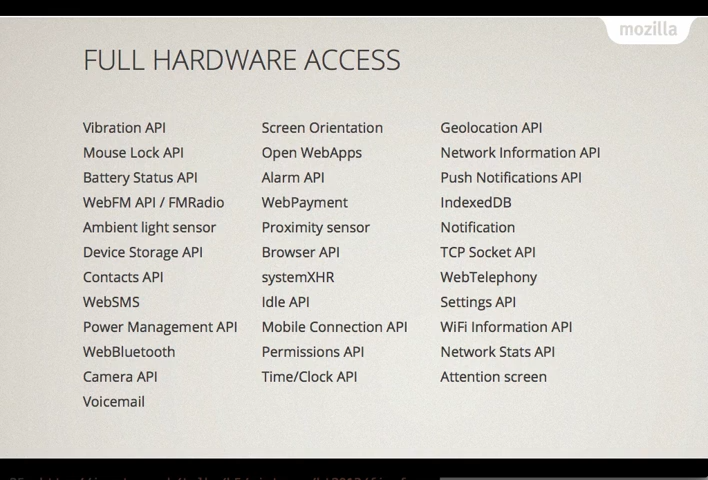 mozilla
FULL HARDWARE ACCESS
Vibration API
Mouse Lock API
Battery Status API
WebFM API / FMRadio
Ambient light sensor
Device Storage API
Contacts API
WebSMS
Power Management API
WebBluetooth
Camera API
Voicemail
Screen Orientation
Open WebApps
Alarm API
WebPayment
Proximity sensor
Browser API
systemXHR
Idle API
Mobile Connection API
Permissions API
Time/Clock API
Geolocation API
Network Information API
Push Notifications API
IndexedDB
Notification
TCP Socket API
WebTelephony
Settings API
WiFi Information API
Network Stats API
Attention screen